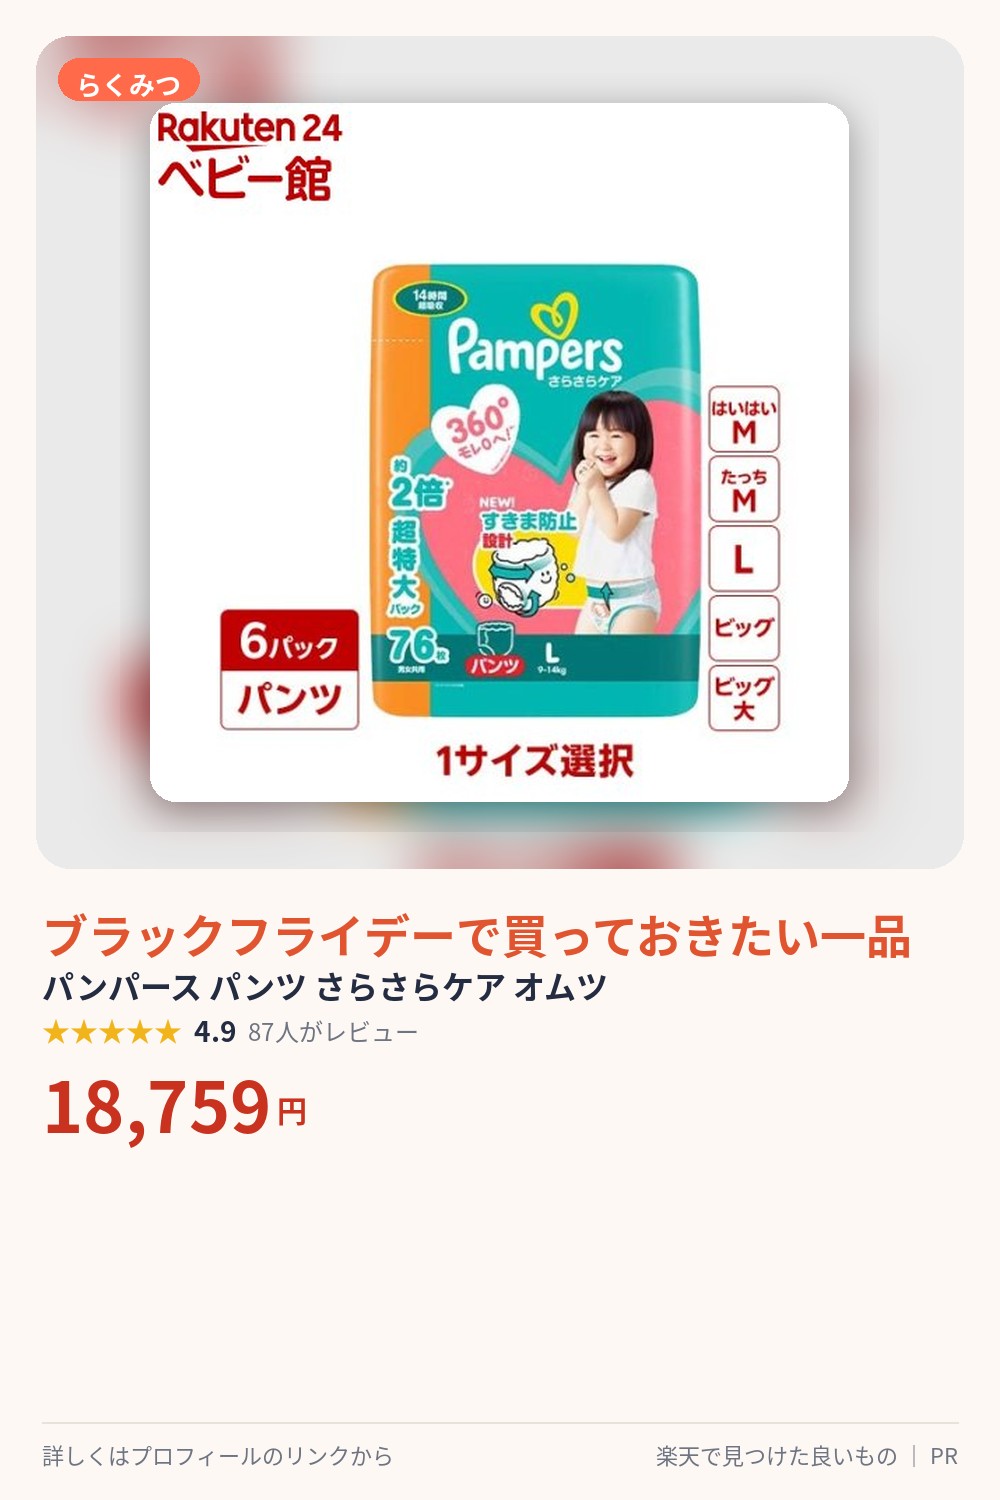 らくみつ
Rakuten 24
ベビー館
14時間
超吸収
Pampers
さらさらケア
360°
モレ0へ!
約
2倍
超
特
大
パック
NEW!
すきま防止
設計
76枚
男女共用
パンツ
L
9-14kg
はいはい
M
たっち
M
L
ビッグ
ビッグ
大
6パック
パンツ
1サイズ選択
ブラックフライデーで買っておきたい一品
パンパース パンツ さらさらケア オムツ
★★★★★ 4.9 87人がレビュー
18,759円
詳しくはプロフィールのリンクから
楽天で見つけた良いもの | PR